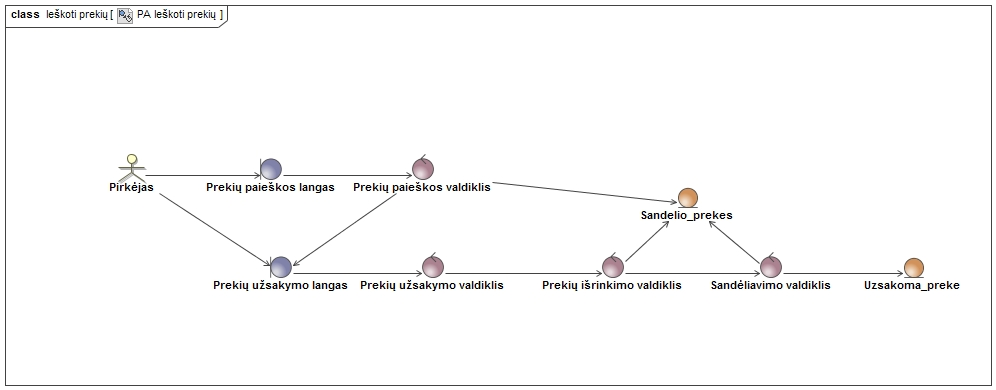 class Ieškoti prekių [ PA Ieškoti prekių ]
Pirkėjas
Prekių paieškos langas
Prekių paieškos valdiklis
Sandelio_prekes
Prekių užsakymo langas
Prekių užsakymo valdiklis
Prekių išrinkimo valdiklis
Sandėliavimo valdiklis
Uzsakoma_preke